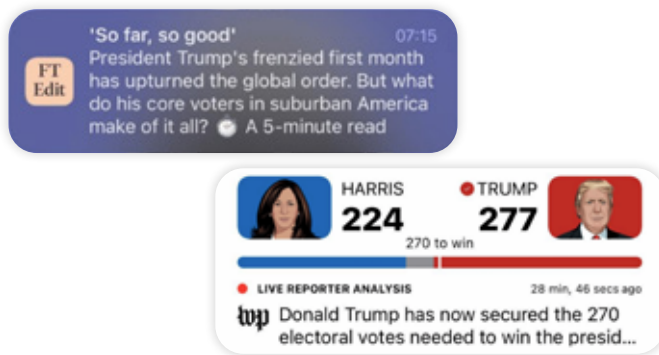 'So far, so good' 07:15
FT
Edit
President Trump's frenzied first month
has upturned the global order. But what
do his core voters in suburban America
make of it all? A 5-minute read
HARRIS TRUMP
224 277
270 to win
LIVE REPORTER ANALYSIS 28 min, 46 secs ago
wp Donald Trump has now secured the 270
electoral votes needed to win the presid...